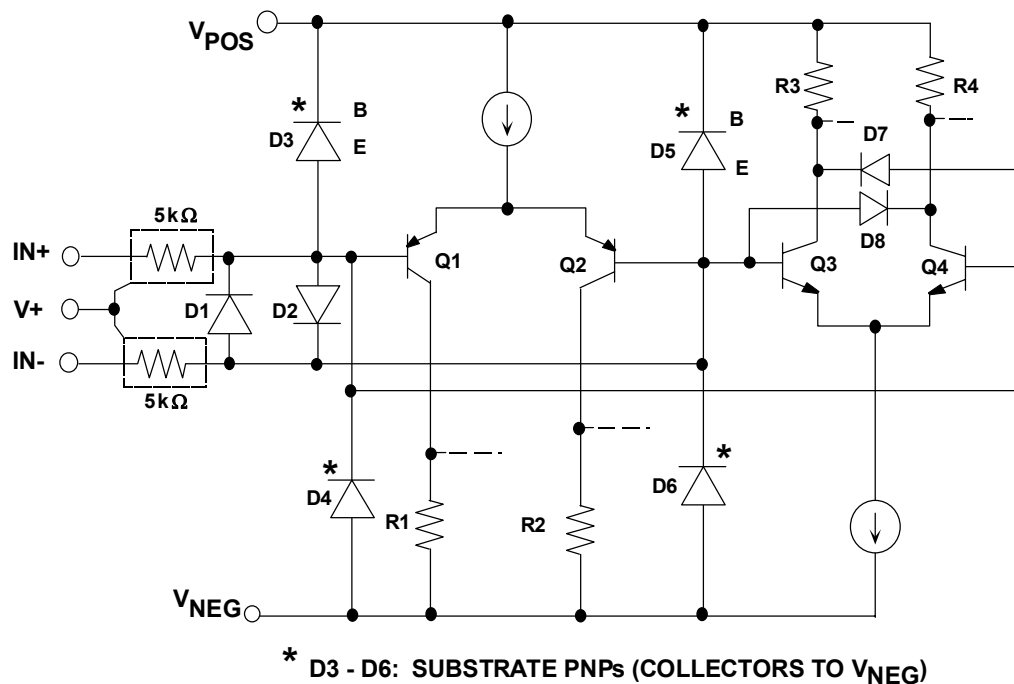 VPOS
* B
D3 E
* B
D5 E
R3
R4
D7
D8
5kΩ
IN+
V+
IN-
5kΩ
D1
D2
Q1
Q2
Q3
Q4
*
D4
R1
R2
*
D6
VNEG
* D3 - D6: SUBSTRATE PNPs (COLLECTORS TO VNEG)